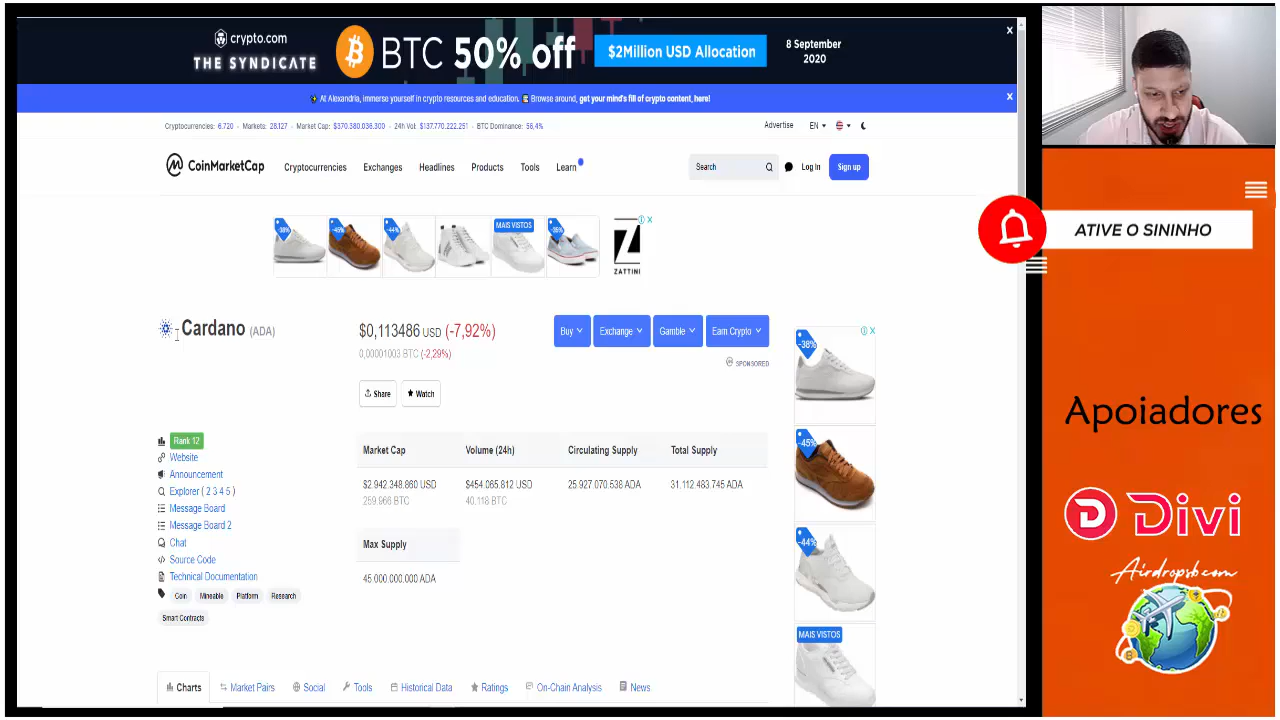 crypto.com
THE SYNDICATE
BTC 50% off
$2Million USD Allocation
8 September
2020
X
At Alexandria, immerse yourself in crypto resources and education. Browse around, get your mind's fill of crypto content, here!
X
Cryptocurrencies: 6.720 - Markets: 28.127 - Market Cap: $370.380.036.300 - 24h Vol: $137.770.222.251 - BTC Dominance: 56,4%
Advertise
EN
CoinMarketCap
Cryptocurrencies
Exchanges
Headlines
Products
Tools
Learn
Search
Log In
Sign up
-38%
-45%
-44%
MAIS VISTOS
Z
ZATTINI
ATIVE O SININHO
Cardano (ADA)
$0,113486 USD (-7,92%)
0,00001003 BTC (-2,29%)
Buy
Exchange
Gamble
Earn Crypto
SPONSORED
Share
Watch
Rank 12
Website
Announcement
Explorer ( 2 3 4 5 )
Message Board
Message Board 2
Chat
Source Code
Technical Documentation
Coin
Mineable
Platform
Research
Smart Contracts
Market Cap
Volume (24h)
Circulating Supply
Total Supply
$2.942.348.860 USD
$454.065.812 USD
25.927.070.538 ADA
31.112.483.745 ADA
259.966 BTC
40.118 BTC
Max Supply
45.000.000.000 ADA
-38%
-45%
-44%
MAIS VISTOS
Charts
Market Pairs
Social
Tools
Historical Data
Ratings
On-Chain Analysis
News
Apoiadores
Divi
Airdropsb.com